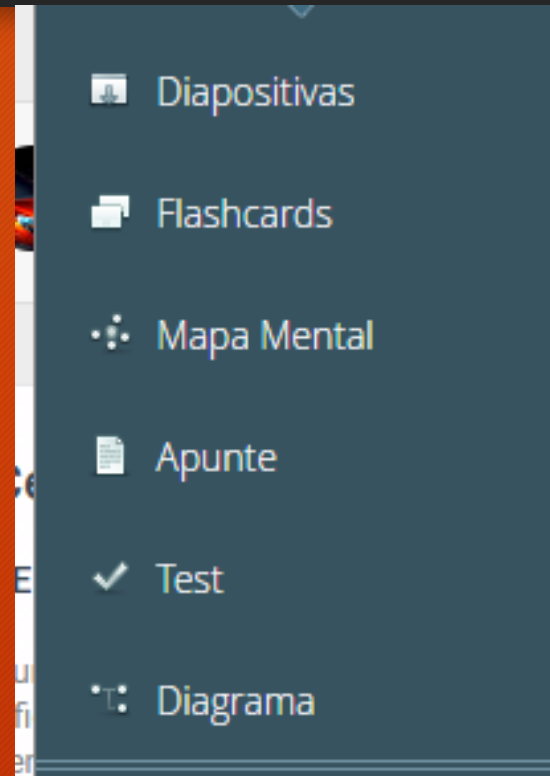 Diapositivas
Flashcards
Mapa Mental
Apunte
Test
Diagrama